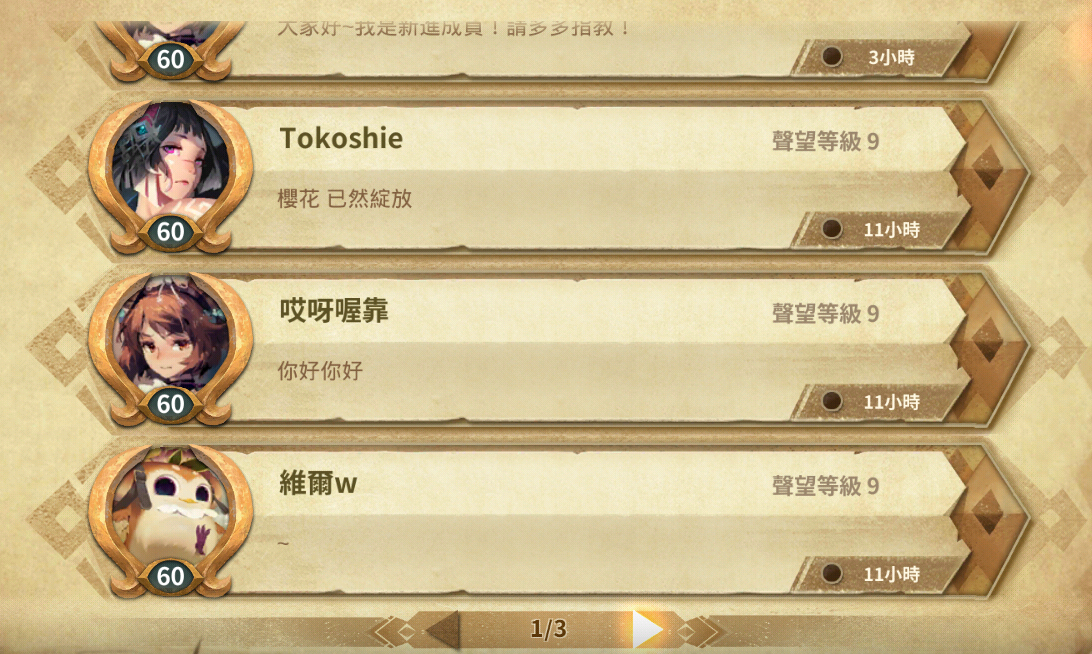 大家好~我是新進成員！請多多指教！
60
3小時
Tokoshie
聲望等級 9
櫻花 已然綻放
60
11小時
哎呀喔靠
聲望等級 9
你好你好
60
11小時
維爾w
聲望等級 9
~
60
11小時
1/3